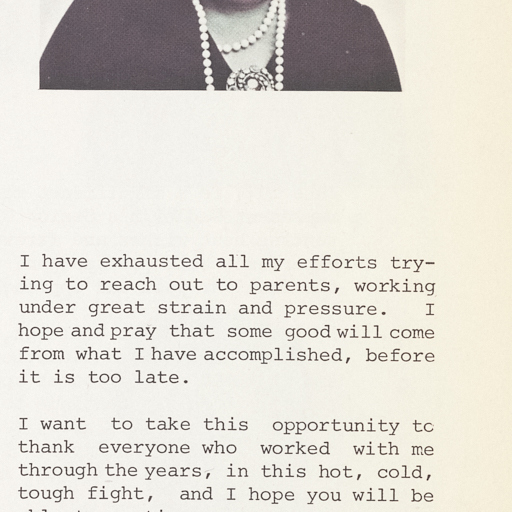 I have exhausted all my efforts try-
ing to reach out to parents, working
under great strain and pressure. I
hope and pray that some good will come
from what I have accomplished, before
it is too late.
I want to take this opportunity to
thank everyone who worked with me
through the years, in this hot, cold,
tough fight, and I hope you will be